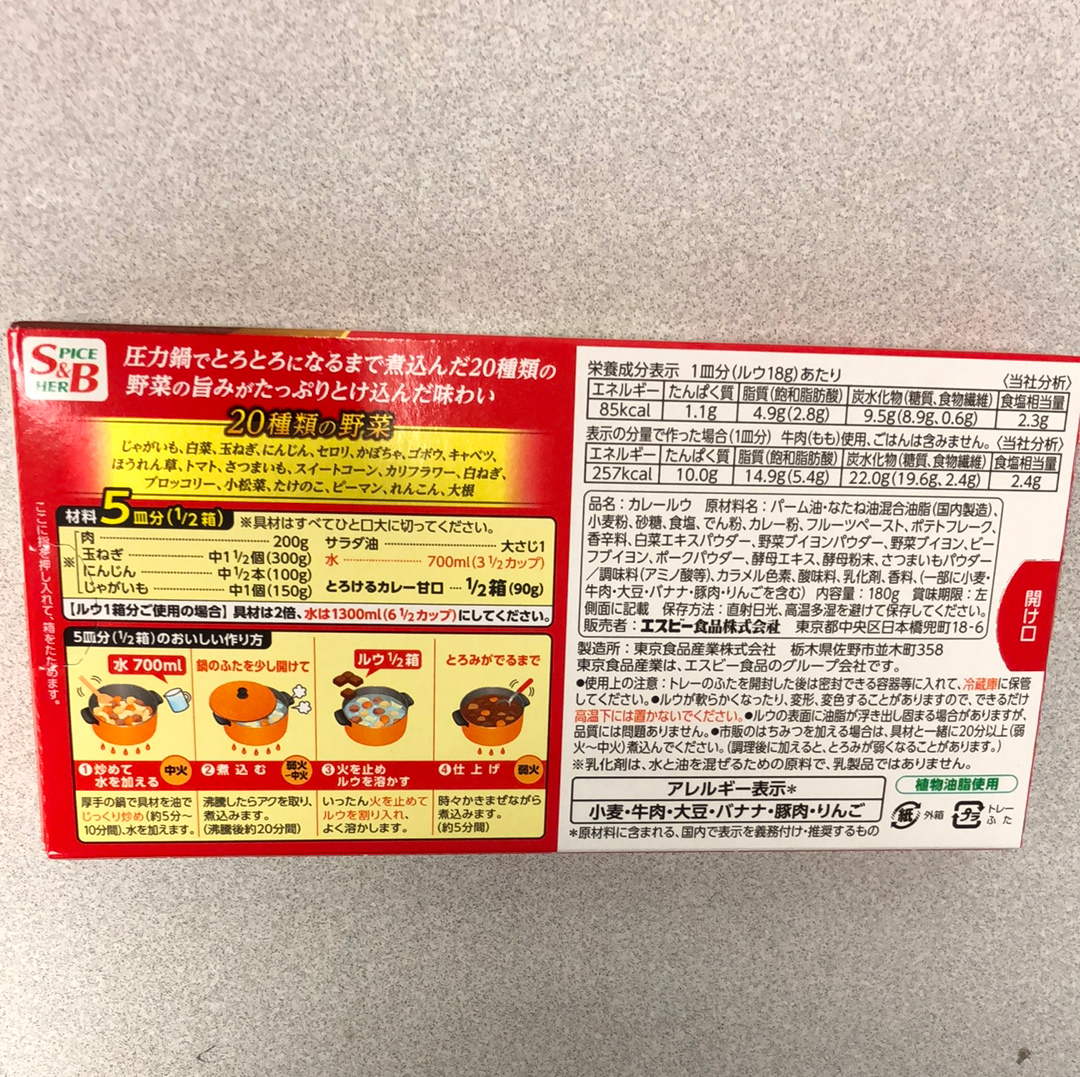 SPICE
&
HERB
圧力鍋でとろとろになるまで煮込んだ20種類の
野菜の旨みがたっぷりとけ込んだ味わい
20種類の野菜
じゃがいも、白菜、玉ねぎ、にんじん、セロリ、かぼちゃ、ゴボウ、キャベツ、
ほうれん草、トマト、さつまいも、スイートコーン、カリフラワー、白ねぎ、
ブロッコリー、小松菜、たけのこ、ピーマン、れんこん、大根
ここに指を押し入れて、箱をたためます。
材料5皿分(1/2箱) ※具材はすべてひと口大に切ってください。
※
肉 200g
玉ねぎ 中1 1/2個(300g)
にんじん 中1/2本(100g)
じゃがいも 中1個(150g)
サラダ油 大さじ1
水 700ml(3 1/2カップ)
とろけるカレー甘口 1/2箱(90g)
【ルウ1箱分ご使用の場合】具材は2倍、水は1300ml(6 1/2カップ)にしてください。
5皿分(1/2箱)のおいしい作り方
水 700ml
鍋のふたを少し開けて
ルウ1/2箱
とろみがでるまで
①炒めて
水を加える
中火
②煮込む
弱火
~中火
③火を止め
ルウを溶かす
④仕上げ
弱火
厚手の鍋で具材を油で
じっくり炒め(約5分~
10分間)、水を加えます。
沸騰したらアクを取り、
煮込みます。
(沸騰後約20分間)
いったん火を止めて
ルウを割り入れ、
よく溶かします。
時々かきまぜながら
煮込みます。
(約5分間)
栄養成分表示 1皿分(ルウ18g)あたり 〈当社分析〉
エネルギー たんぱく質 脂質(飽和脂肪酸) 炭水化物(糖質、食物繊維) 食塩相当量
85kcal 1.1g 4.9g(2.8g) 9.5g(8.9g、0.6g) 2.3g
表示の分量で作った場合(1皿分) 牛肉(もも)使用、ごはんは含みません。〈当社分析〉
エネルギー たんぱく質 脂質(飽和脂肪酸) 炭水化物(糖質、食物繊維) 食塩相当量
257kcal 10.0g 14.9g(5.4g) 22.0g(19.6g、2.4g) 2.4g
品名:カレールウ 原材料名:パーム油・なたね油混合油脂(国内製造)、
小麦粉、砂糖、食塩、でん粉、カレー粉、フルーツペースト、ポテトフレーク、
香辛料、白菜エキスパウダー、野菜ブイヨンパウダー、野菜ブイヨン、ビー
フブイヨン、ポークパウダー、酵母エキス、酵母粉末、さつまいもパウダー
/調味料(アミノ酸等)、カラメル色素、酸味料、乳化剤、香料、(一部に小麦・
牛肉・大豆・バナナ・豚肉・りんごを含む) 内容量:180g 賞味期限:左
側面に記載 保存方法:直射日光、高温多湿を避けて保存してください。
販売者:エスビー食品株式会社 東京都中央区日本橋兜町18-6
製造所:東京食品産業株式会社 栃木県佐野市並木町358
東京食品産業は、エスビー食品のグループ会社です。
●使用上の注意:トレーのふたを開封した後は密封できる容器等に入れて、冷蔵庫に保管
してください。●ルウが軟らかくなったり、変形、変色することがありますので、できるだけ
高温下には置かないでください。●ルウの表面に油脂が浮き出し固まる場合がありますが、
品質には問題ありません。●市販のはちみつを加える場合は、具材と一緒に20分以上(弱
火~中火)煮込んでください。(調理後に加えると、とろみが弱くなることがあります。)
※乳化剤は、水と油を混ぜるための原料で、乳製品ではありません。
アレルギー表示*
小麦・牛肉・大豆・バナナ・豚肉・りんご
*原材料に含まれる、国内で表示を義務付け・推奨するもの
植物油脂使用
紙 外箱
プラ トレー
ふた
開け口